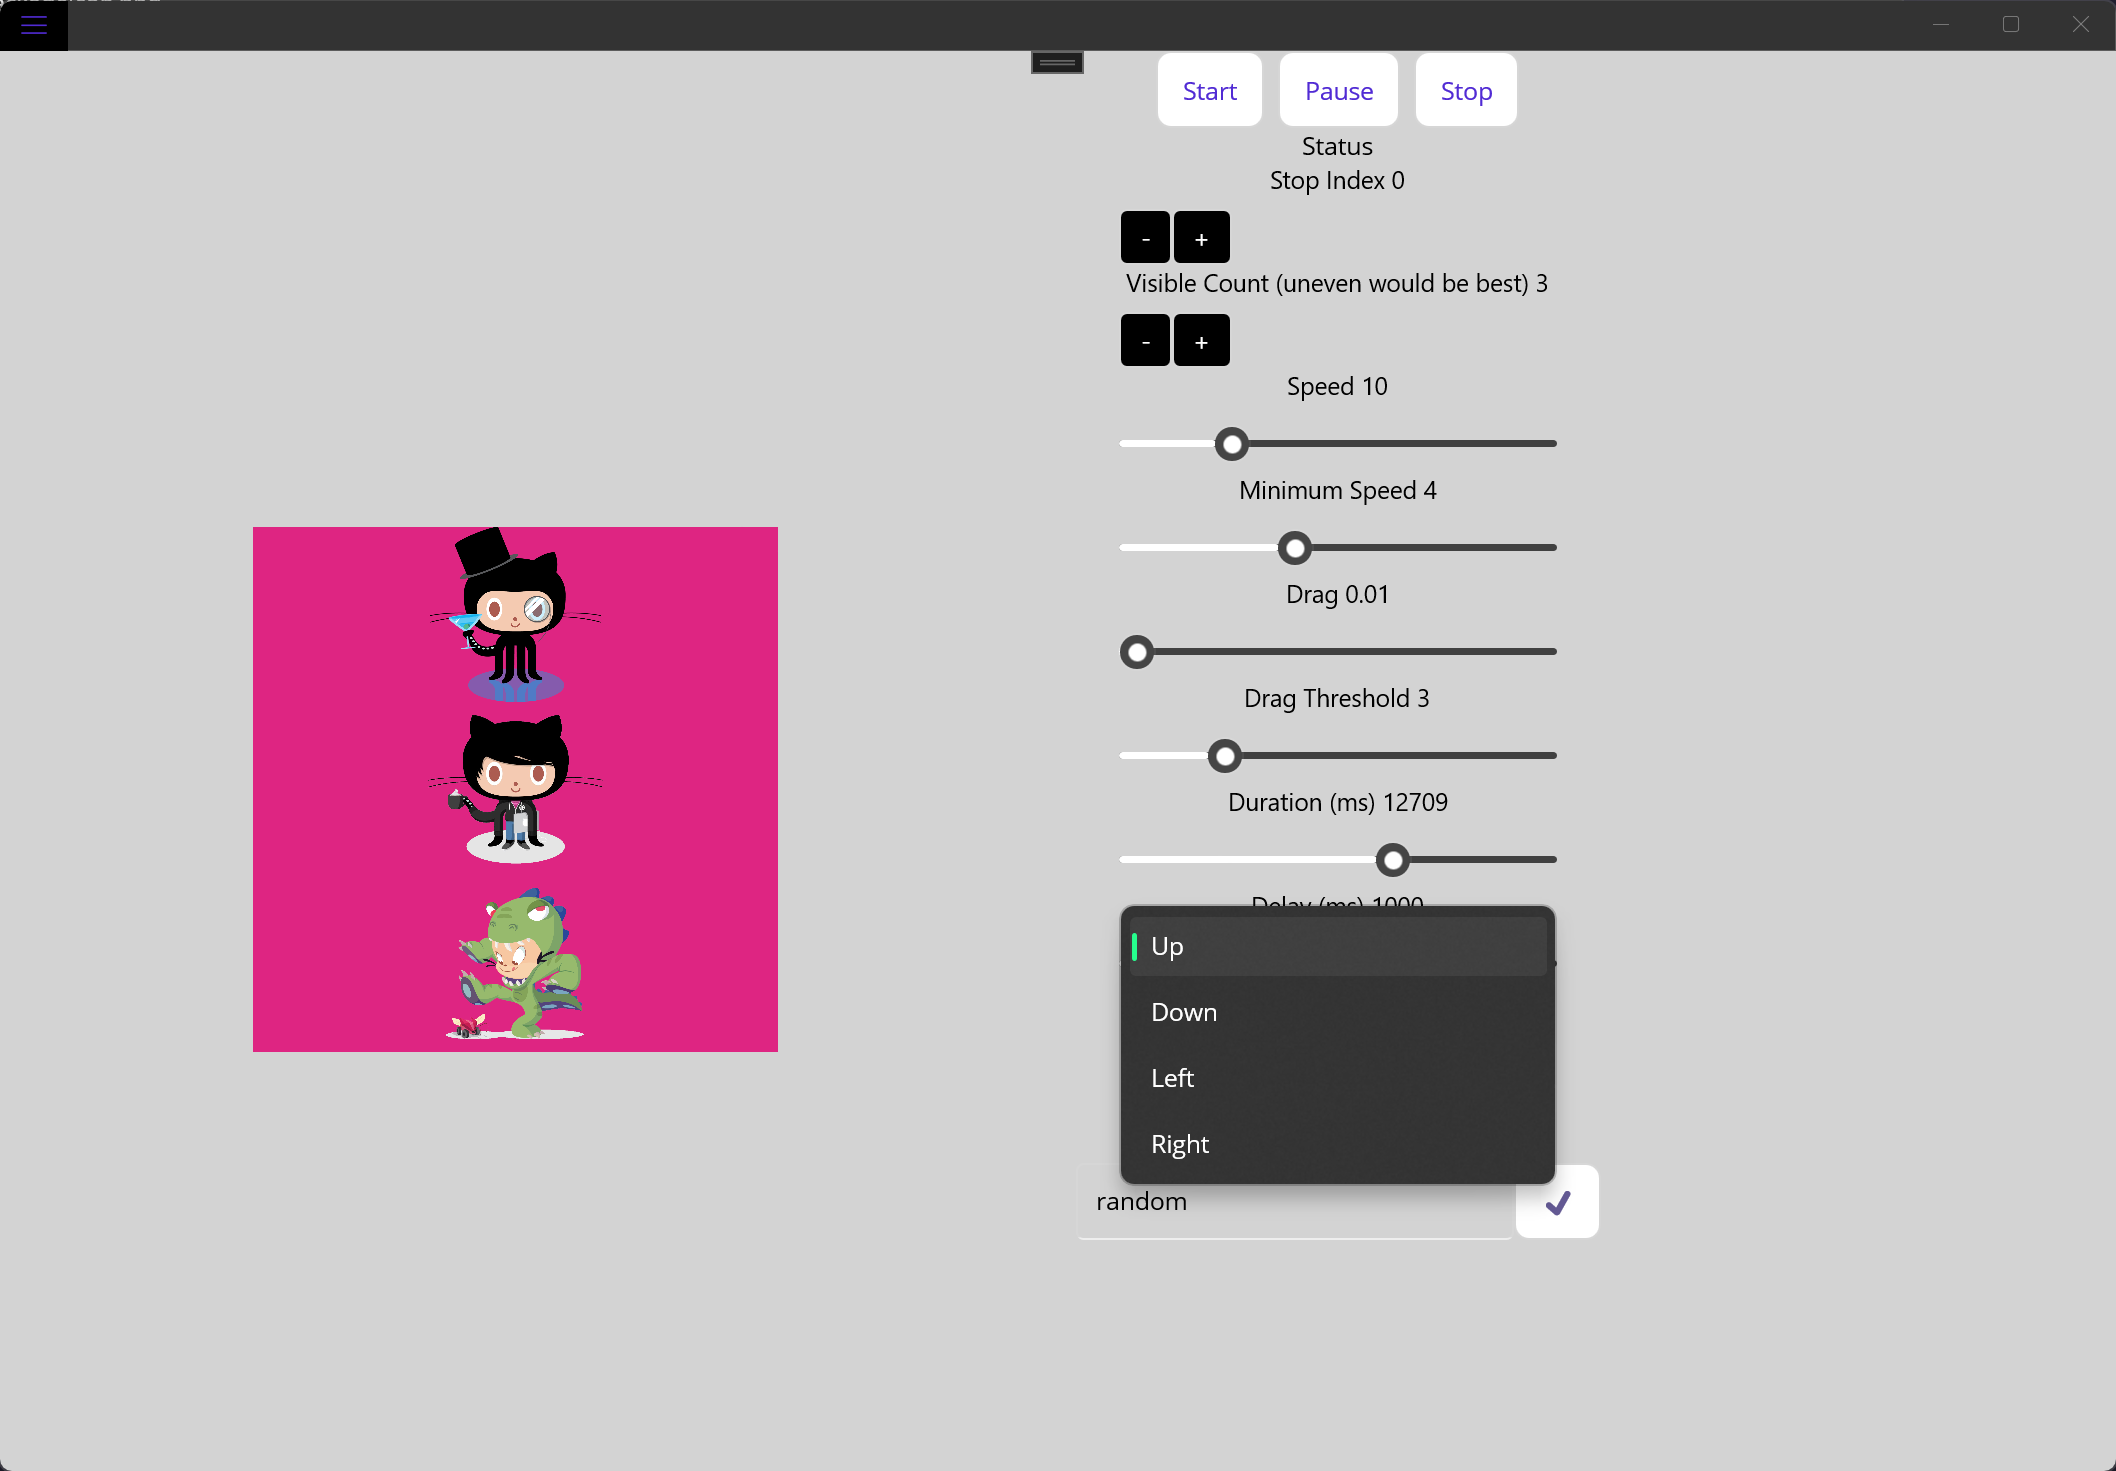 Start Pause Stop
Status
Stop Index 0
- +
Visible Count (uneven would be best) 3
- +
Speed 10
Minimum Speed 4
Drag 0.01
Drag Threshold 3
Duration (ms) 12709
Delay (ms) 1000
Up
Down
Left
Right
random